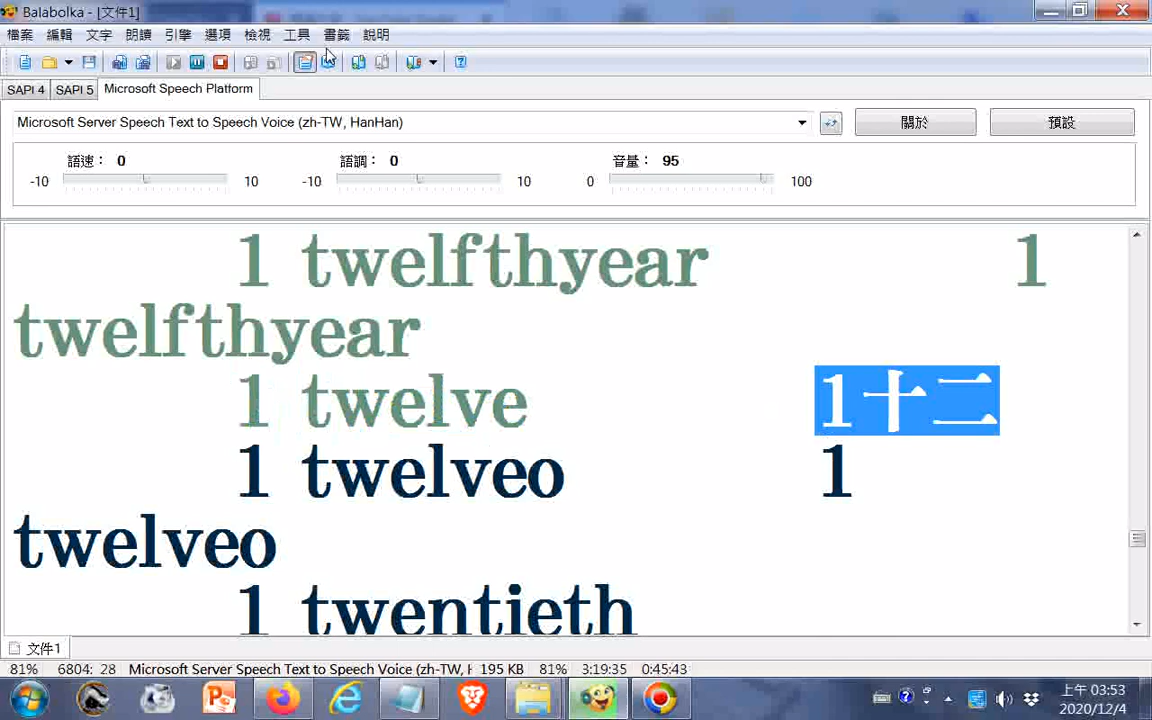 Balabolka - [文件1]
檔案 編輯 文字 朗讀 引擎 選項 檢視 工具 書籤 說明
SAPI 4 SAPI 5 Microsoft Speech Platform
Microsoft Server Speech Text to Speech Voice (zh-TW, HanHan) 關於 預設
語速： 0 語調： 0 音量： 95
-10 10 -10 10 0 100
1 twelfthyear 1
twelfthyear
1 twelve 1十二
1 twelveo 1
twelveo
1 twentieth
文件1
81% 6804: 28 Microsoft Server Speech Text to Speech Voice (zh-TW, 195 KB 81% 3:19:35 0:45:43
上午 03:53
2020/12/4